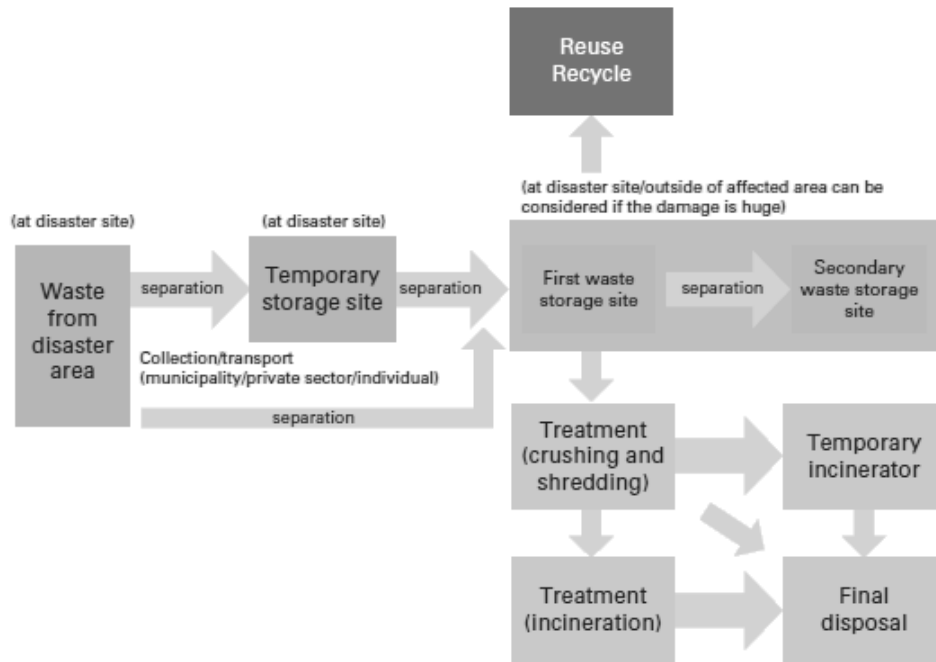 Reuse
Recycle
(at disaster site/outside of affected area can be
considered if the damage is huge)
(at disaster site)
(at disaster site)
Waste
from
disaster
area
separation
Temporary
storage site
separation
First waste
storage site
separation
Secondary
waste storage
site
Collection/transport
(municipality/private sector/individual)
separation
Treatment
(crushing and
shredding)
Temporary
incinerator
Treatment
(incineration)
Final
disposal